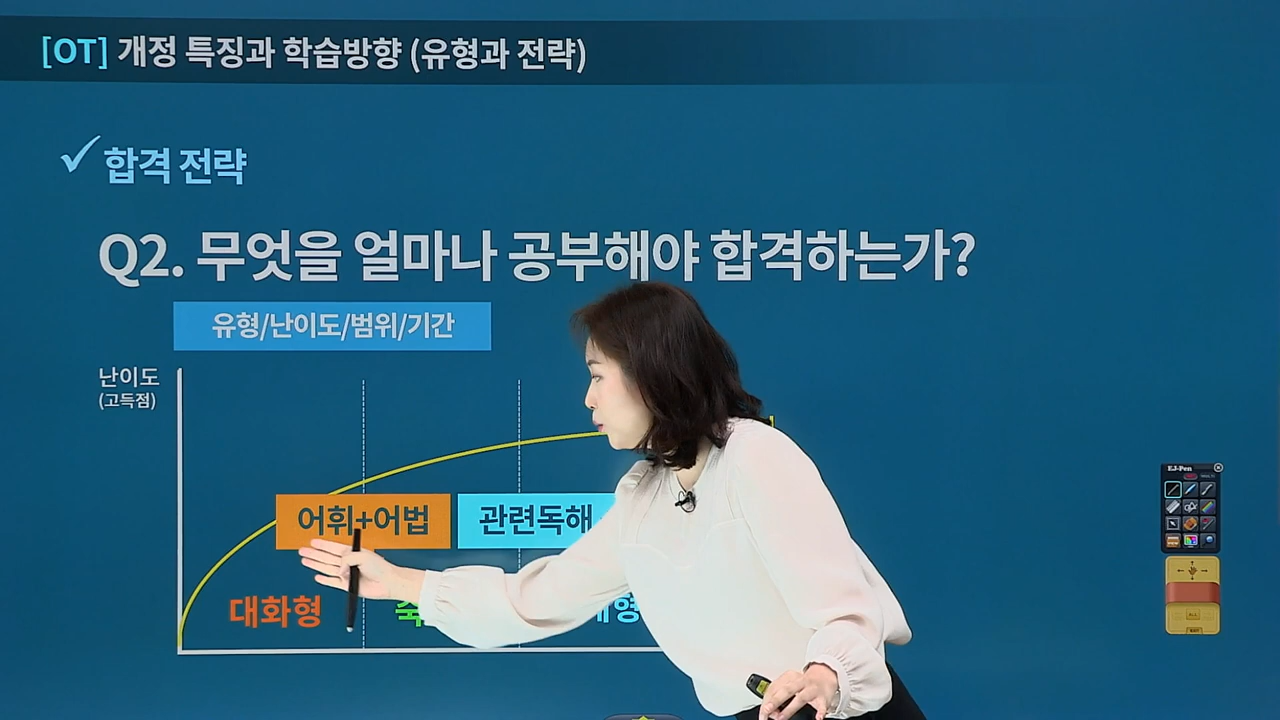 [OT] 개정 특징과 학습방향 (유형과 전략)
합격 전략
Q2. 무엇을 얼마나 공부해야 합격하는가?
유형/난이도/범위/기간
난이도
(고득점)
어휘+어법 관련독해
대화형
EJ-Pen